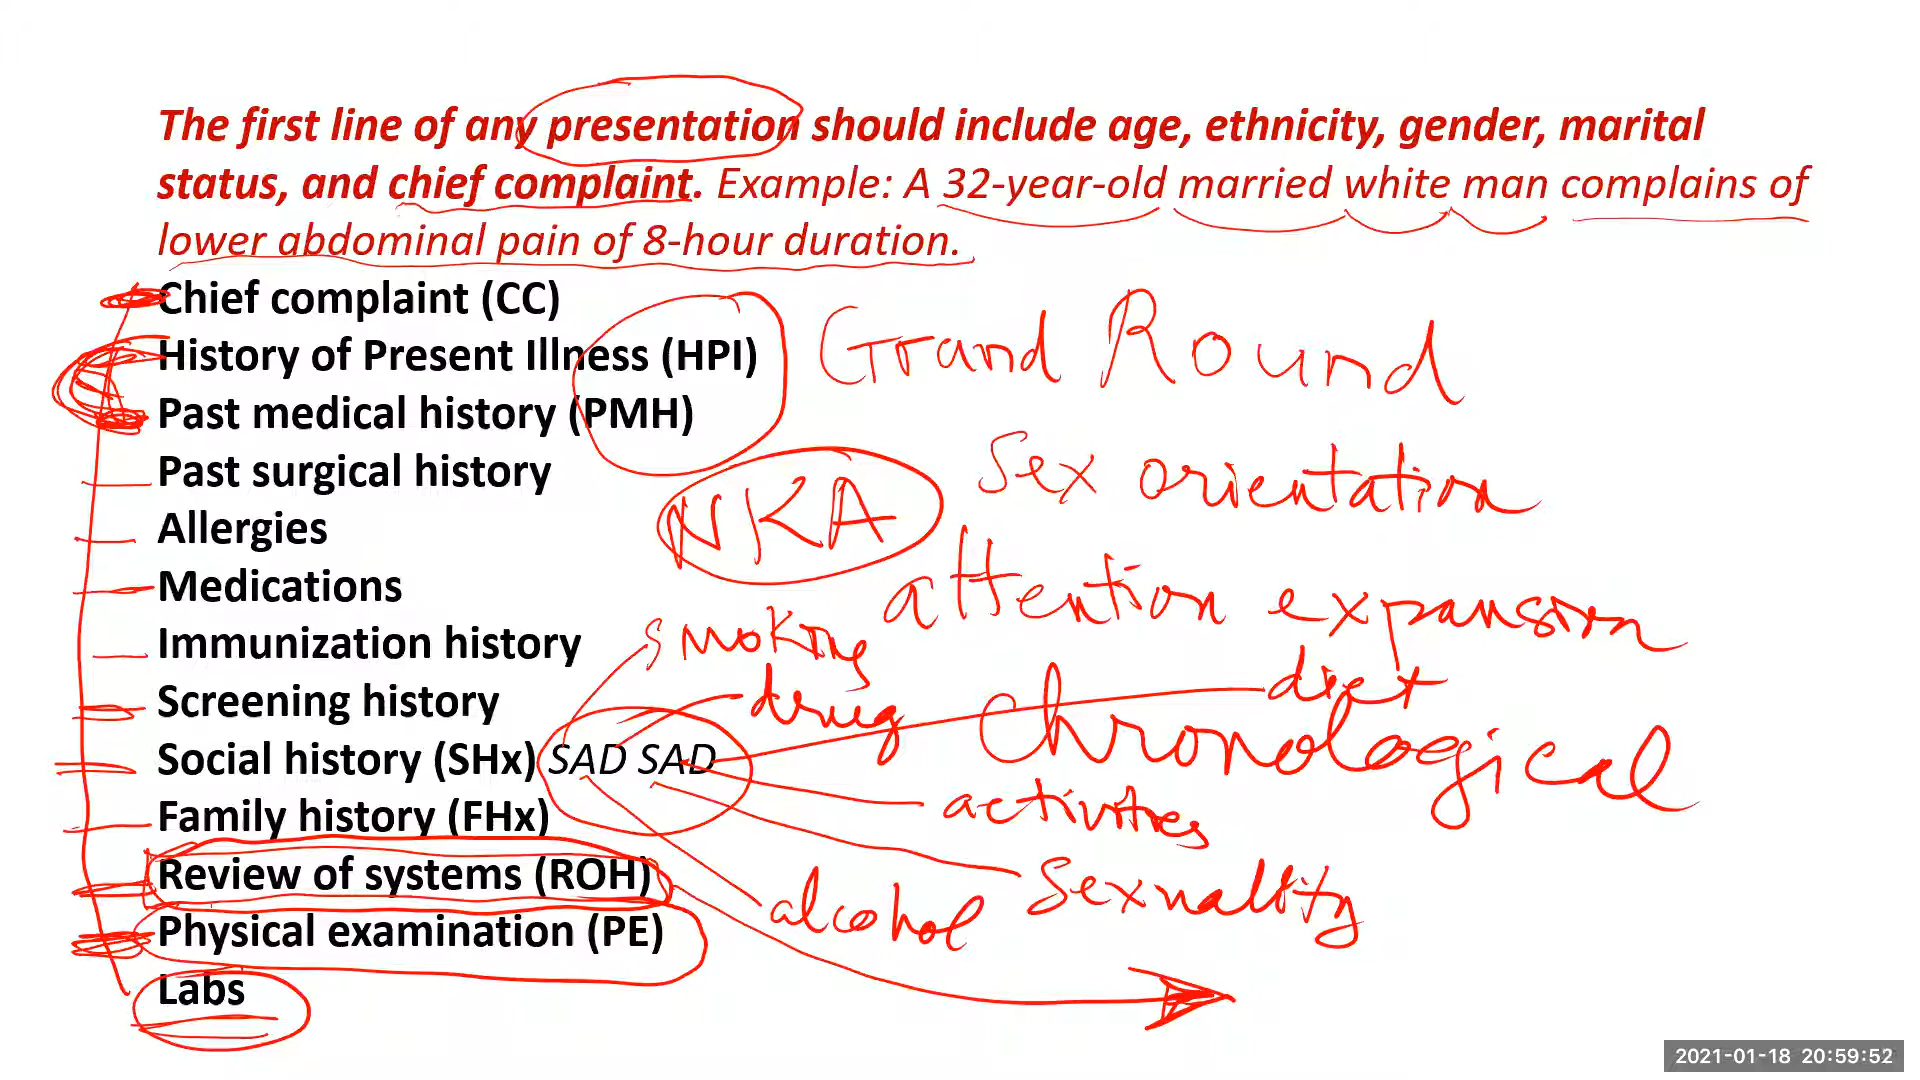 The first line of any presentation should include age, ethnicity, gender, marital
status, and chief complaint. Example: A 32-year-old married white man complains of
lower abdominal pain of 8-hour duration.
Chief complaint (CC)
History of Present Illness (HPI)
Grand Round
Past medical history (PMH)
Past surgical history
Sex orientation
Allergies
NKA
Medications
attention expansion
Immunization history
smoking
Screening history
drug
diet
Chronological
Social history (SHx) SAD SAD
activities
Family history (FHx)
Review of systems (ROH)
Sexuality
alcohol
Physical examination (PE)
Labs
2021-01-18 20:59:52